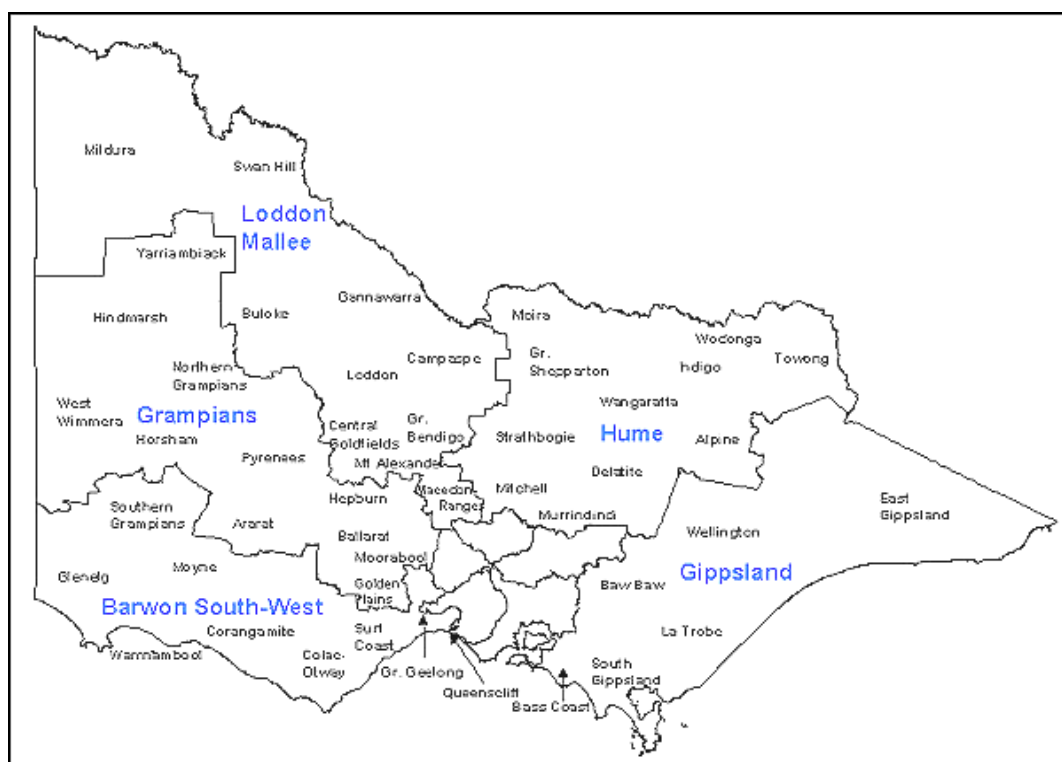 Mildura
Swan Hill
Loddon
Mallee
Yarriambiack
Gannawarra
Buloke
Hindmarsh
Moira
Wodonga
Campaspe
Gr.
Shepparton
Towong
Indigo
Northern
Grampians
Loddon
West
Wimmera
Grampians
Wangaratta
Central
Goldfields
Gr.
Bendigo
Strathbogie
Hume
Alpine
Horsham
Pyrenees
Mt Alexander
Delatite
Hepburn
Macedon
Ranges
Mitchell
Southern
Grampians
Ararat
Murrindindi
East
Gippsland
Ballarat
Wellington
Moorabool
Moyne
Glenelg
Golden
Plains
Baw Baw
Gippsland
Barwon South-West
Corangamite
Surf
Coast
La Trobe
Warrnambool
Colac-
Otway
Gr. Geelong
South
Gippsland
Queenscliff
Bass Coast